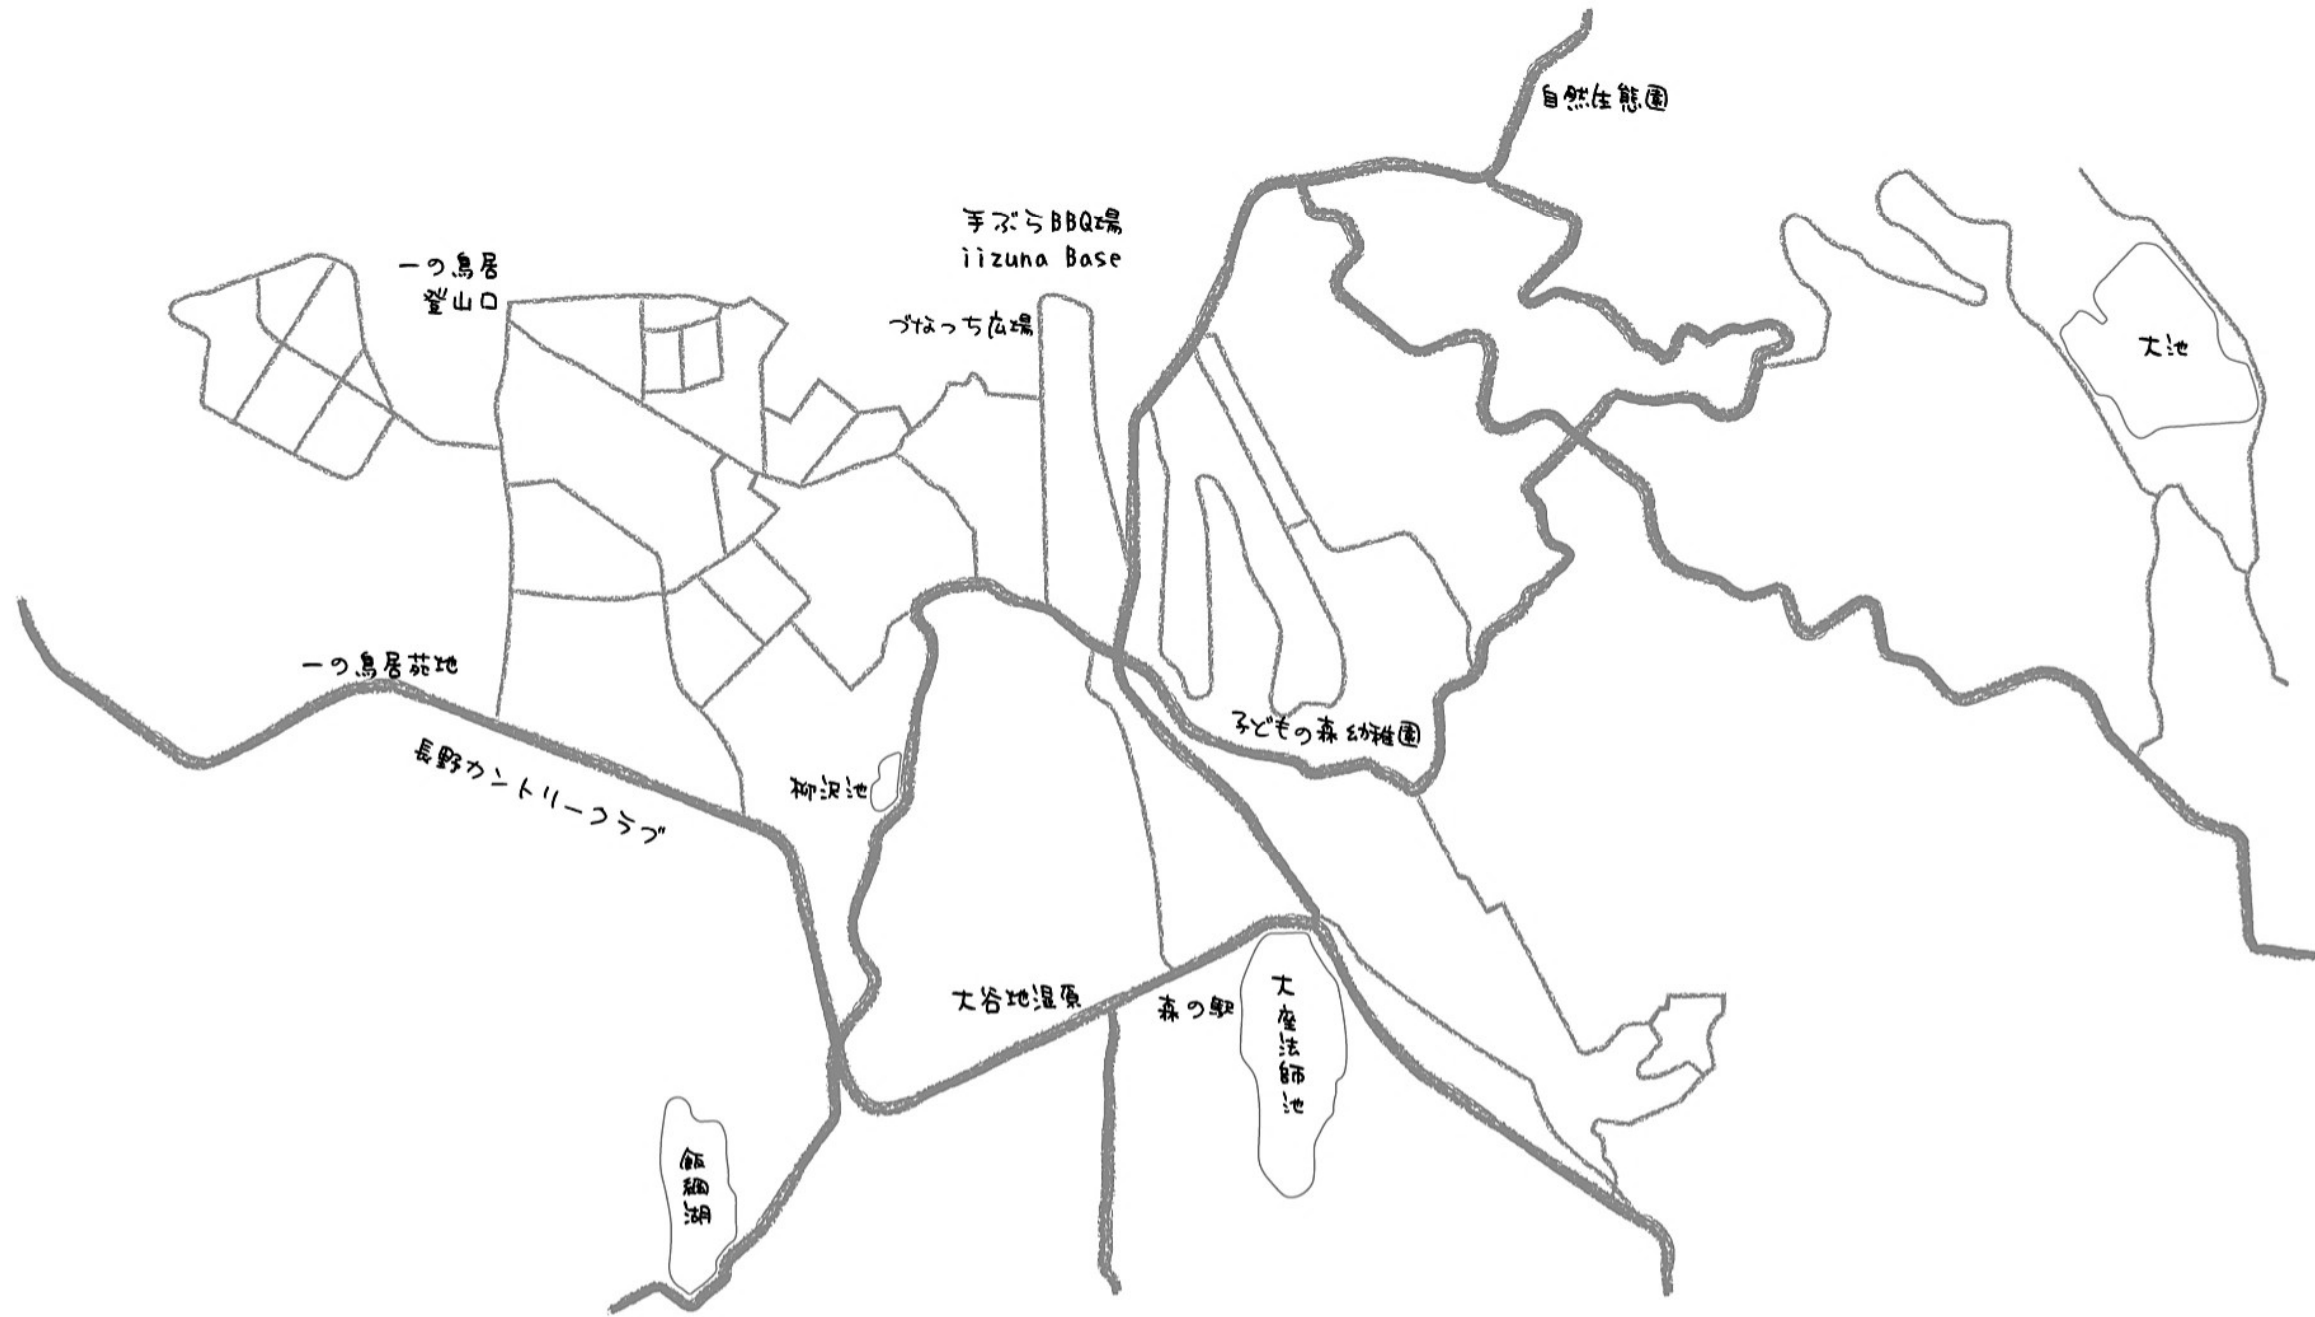 自然生態園
手ぶらBBQ場
iizuna Base
一の鳥居
登山口
づなっち広場
大池
一の鳥居苑地
長野カントリークラブ
子どもの森幼稚園
柳沢池
大谷地湿原
森の駅
大座法師池
飯綱湖